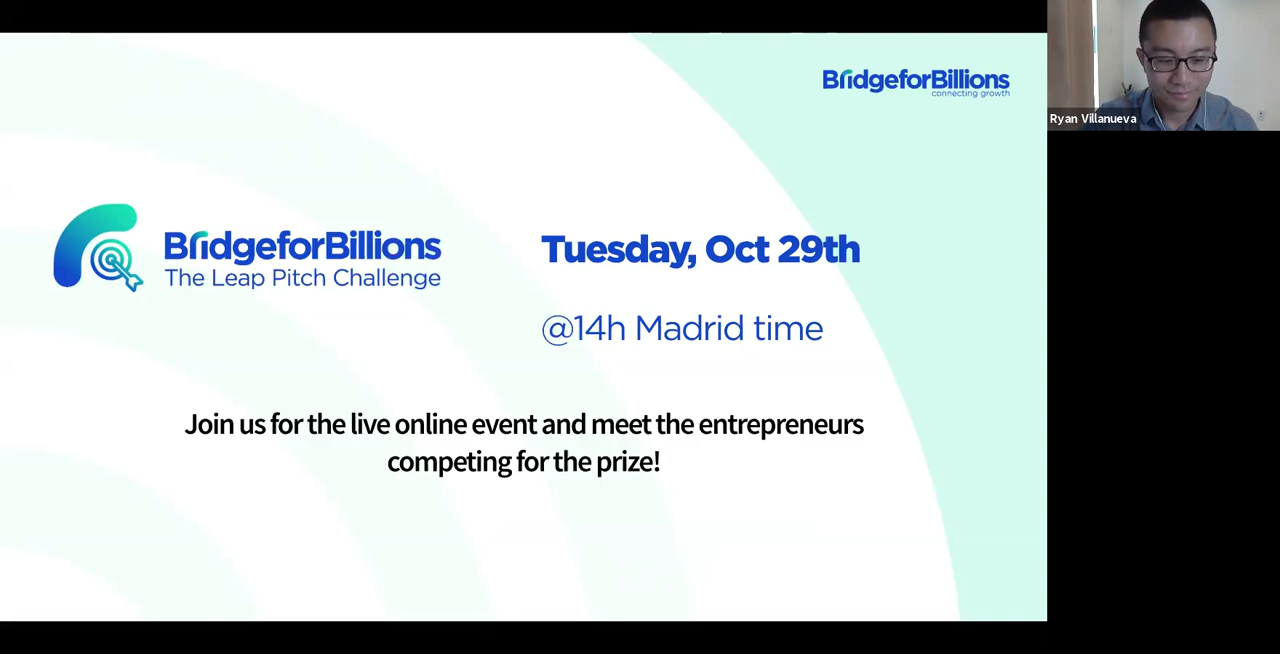 BridgeforBillions
connecting growth
Ryan Villanueva
BridgeforBillions
The Leap Pitch Challenge
Tuesday, Oct 29th
@14h Madrid time
Join us for the live online event and meet the entrepreneurs
competing for the prize!